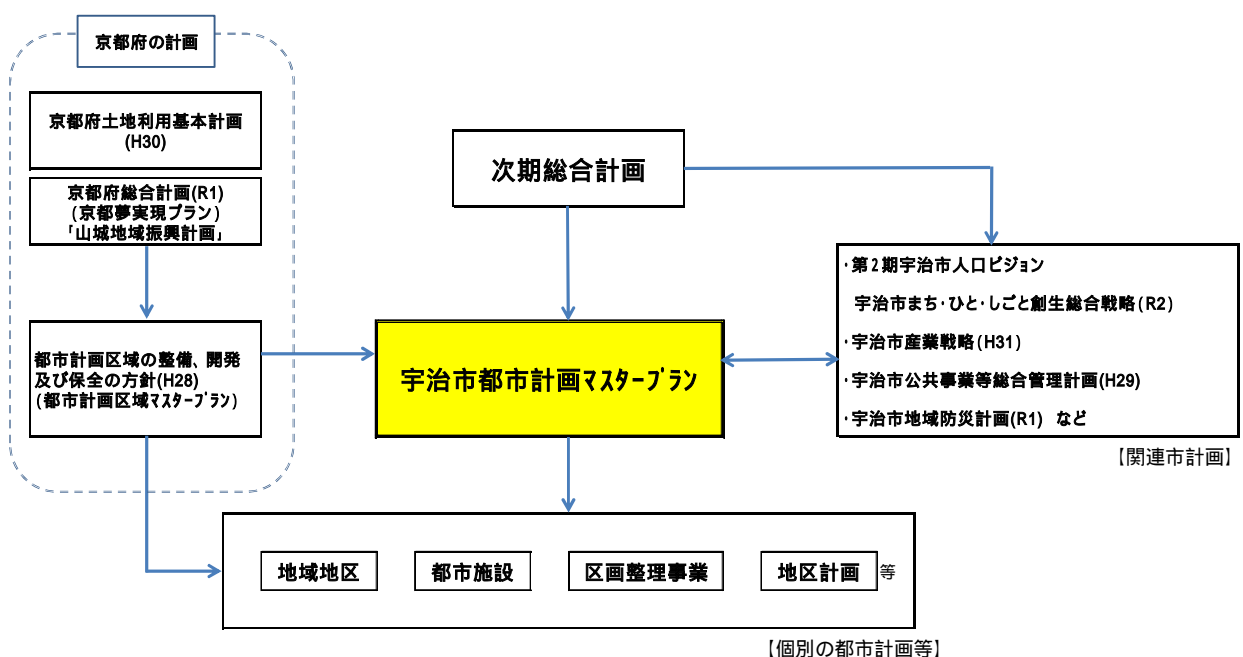 京都府の計画
京都府土地利用基本計画
(H30)
京都府総合計画(R1)
(京都夢実現プラン)
｢山城地域振興計画｣
都市計画区域の整備、開発
及び保全の方針(H28)
(都市計画区域ﾏｽﾀｰﾌﾟﾗﾝ)
次期総合計画
宇治市都市計画ﾏｽﾀｰﾌﾟﾗﾝ
･第2期宇治市人口ビジョン
宇治市まち･ひと･しごと創生総合戦略(R2)
･宇治市産業戦略(H31)
･宇治市公共事業等総合管理計画(H29)
･宇治市地域防災計画(R1) など
【関連市計画】
地域地区 都市施設 区画整理事業 地区計画 等
【個別の都市計画等】